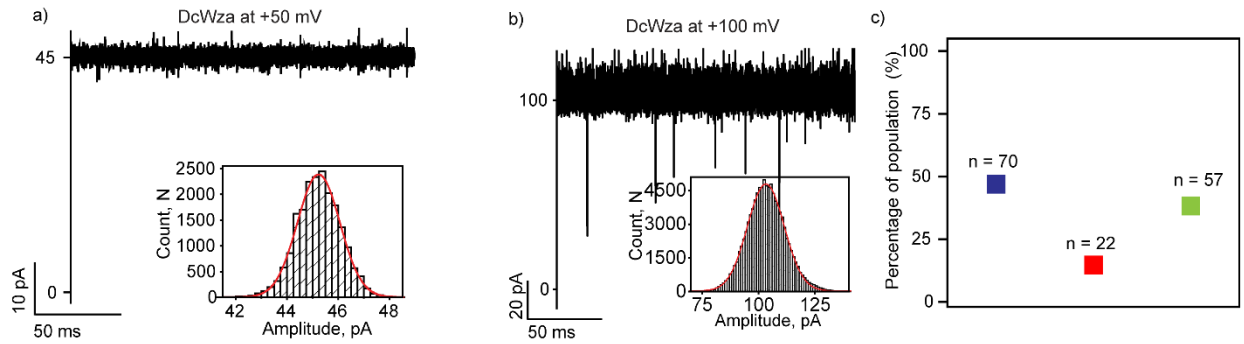 a)
DcWza at +50 mV
45
0
10 pA
50 ms
2500
2000
1500
1000
500
0
Count, N
42 44 46 48
Amplitude, pA
b)
DcWza at +100 mV
100
0
20 pA
50 ms
4500
3000
1500
0
Count, N
75 100 125
Amplitude, pA
c)
100
75
50
25
0
Percentage of population (%)
n = 70
n = 22
n = 57